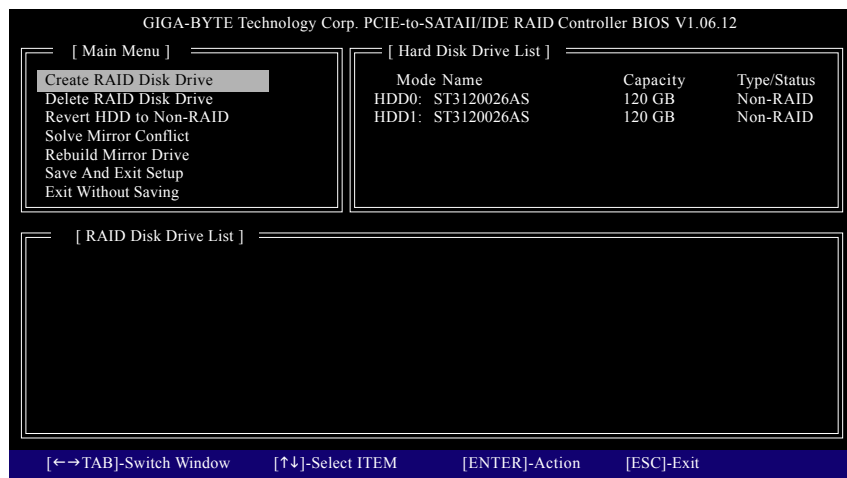 GIGA-BYTE Technology Corp. PCIE-to-SATAII/IDE RAID Controller BIOS V1.06.12
[ Main Menu ]
Create RAID Disk Drive
Delete RAID Disk Drive
Revert HDD to Non-RAID
Solve Mirror Conflict
Rebuild Mirror Drive
Save And Exit Setup
Exit Without Saving
[ Hard Disk Drive List ]
Mode Name Capacity Type/Status
HDD0: ST3120026AS 120 GB Non-RAID
HDD1: ST3120026AS 120 GB Non-RAID
[ RAID Disk Drive List ]
[←→TAB]-Switch Window [↑↓]-Select ITEM [ENTER]-Action [ESC]-Exit